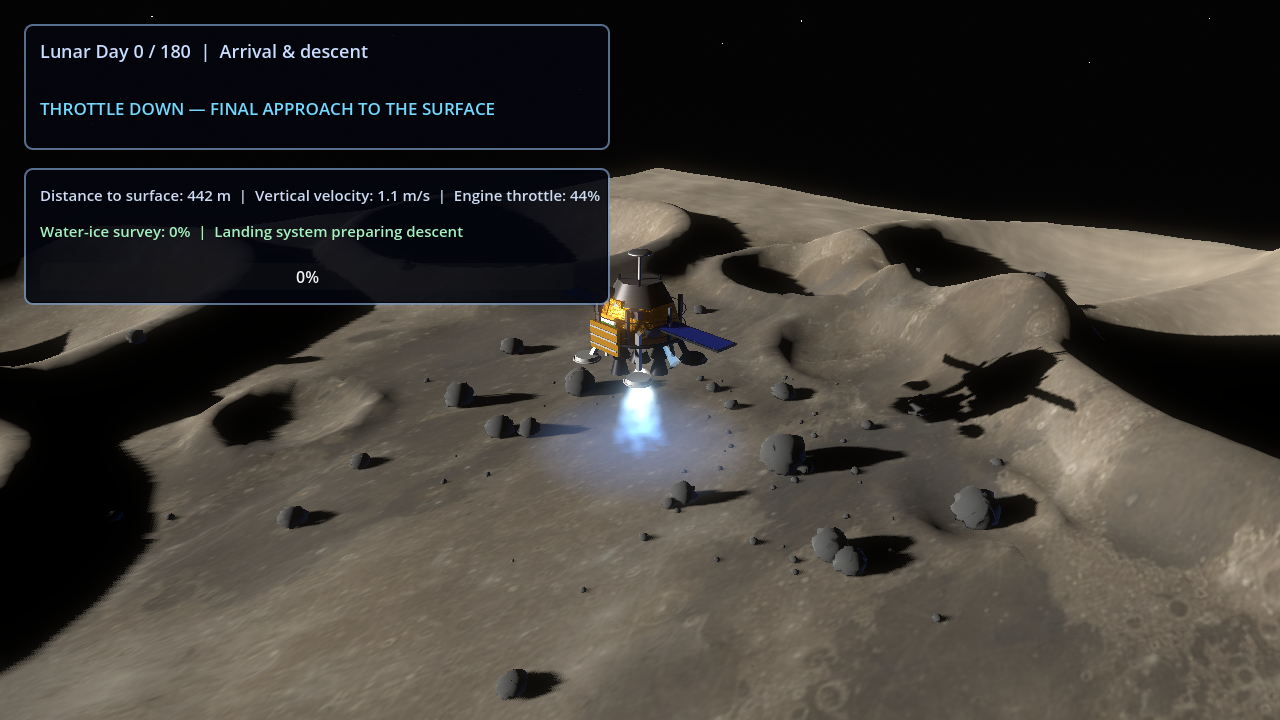 Lunar Day 0 / 180 | Arrival & descent
THROTTLE DOWN — FINAL APPROACH TO THE SURFACE
Distance to surface: 442 m | Vertical velocity: 1.1 m/s | Engine throttle: 44%
Water-ice survey: 0% | Landing system preparing descent
0%